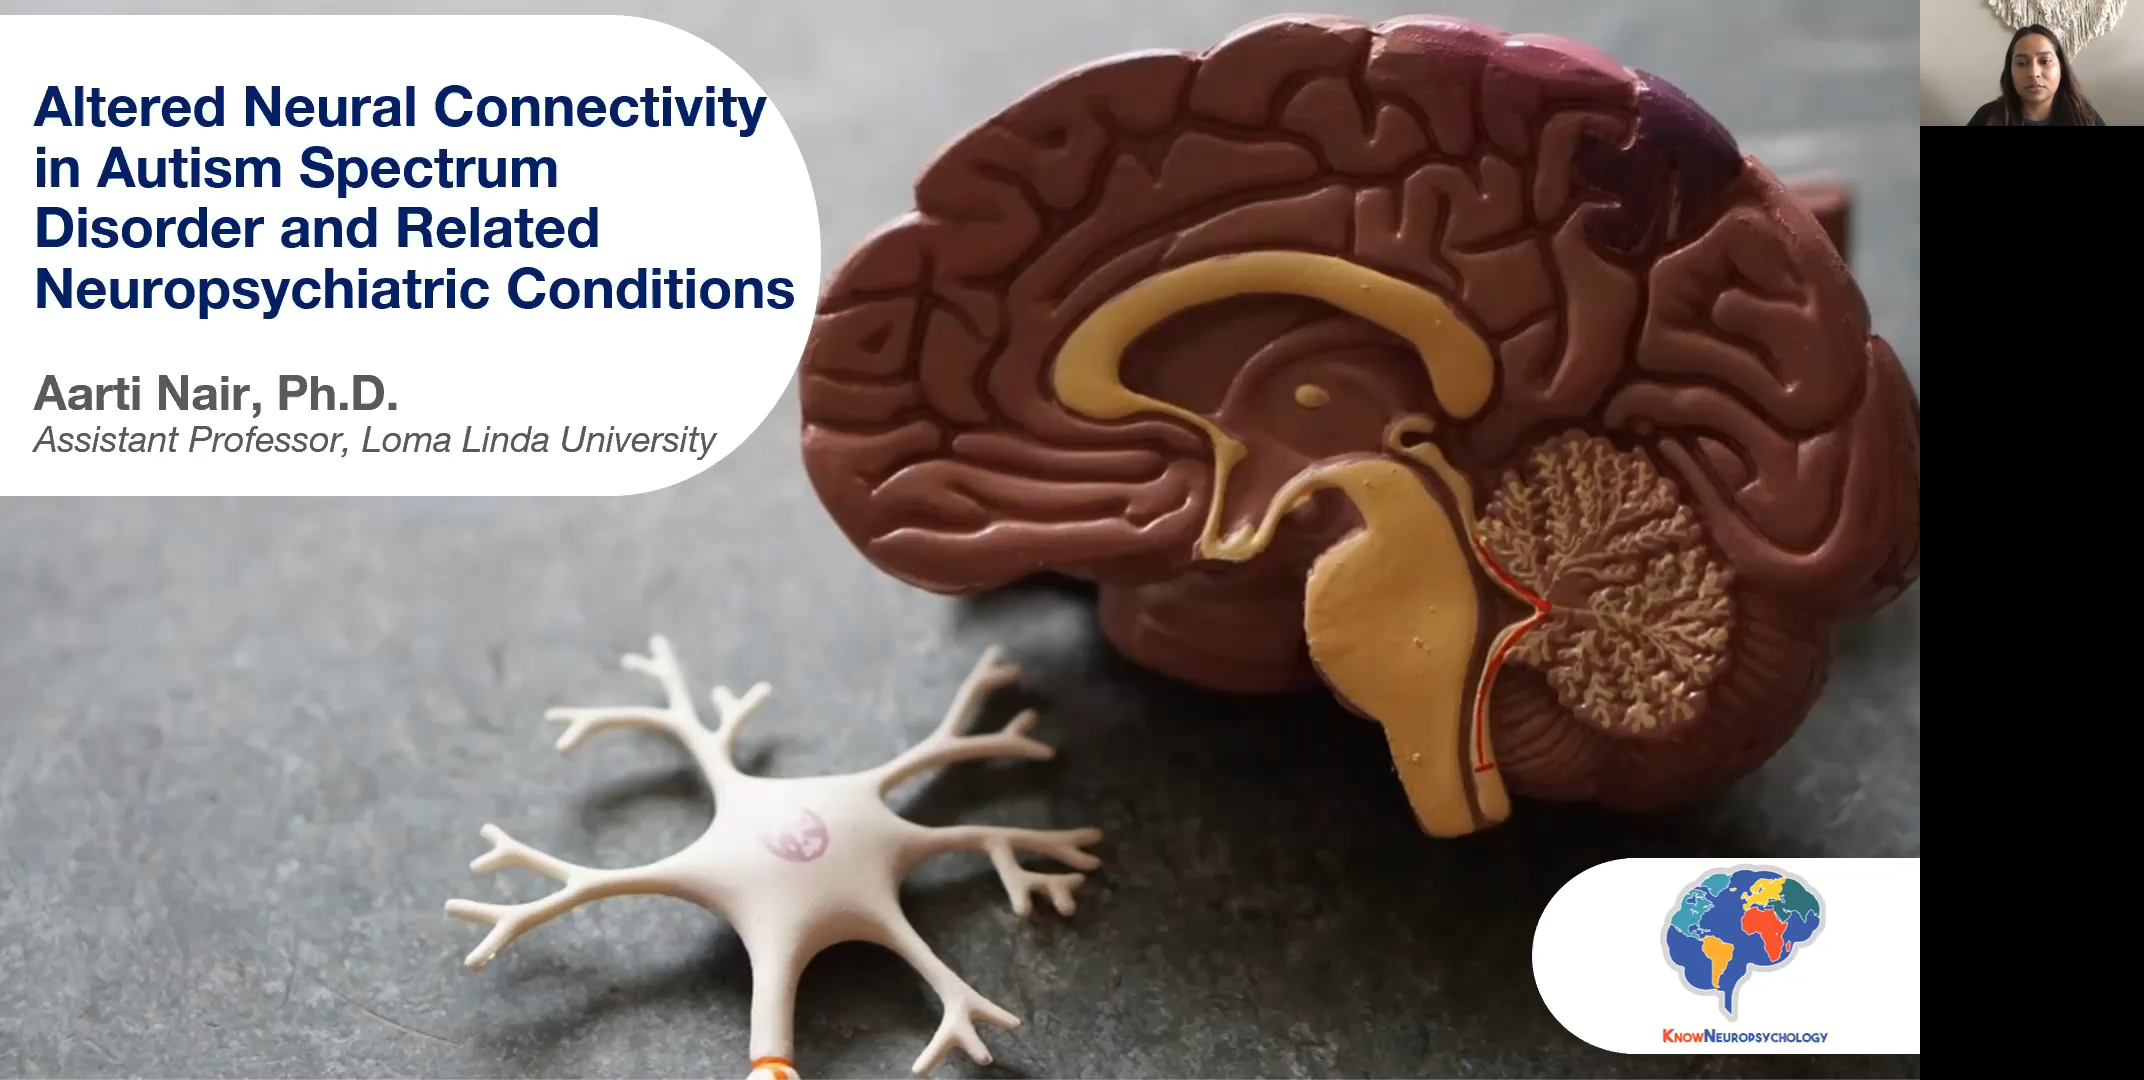 Altered Neural Connectivity
in Autism Spectrum
Disorder and Related
Neuropsychiatric Conditions
Aarti Nair, Ph.D.
Assistant Professor, Loma Linda University
KnowNeuropsychology